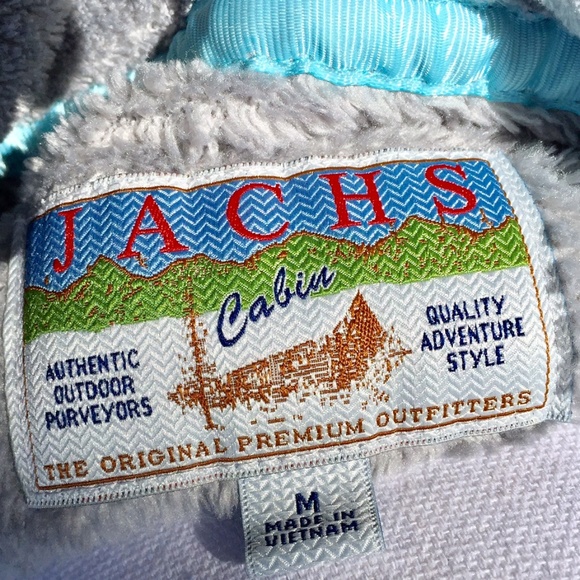 JACHS
Cabin
AUTHENTIC
OUTDOOR
PURVEYORS
QUALITY
ADVENTURE
STYLE
THE ORIGINAL PREMIUM OUTFITTERS
M
MADE IN
VIETNAM